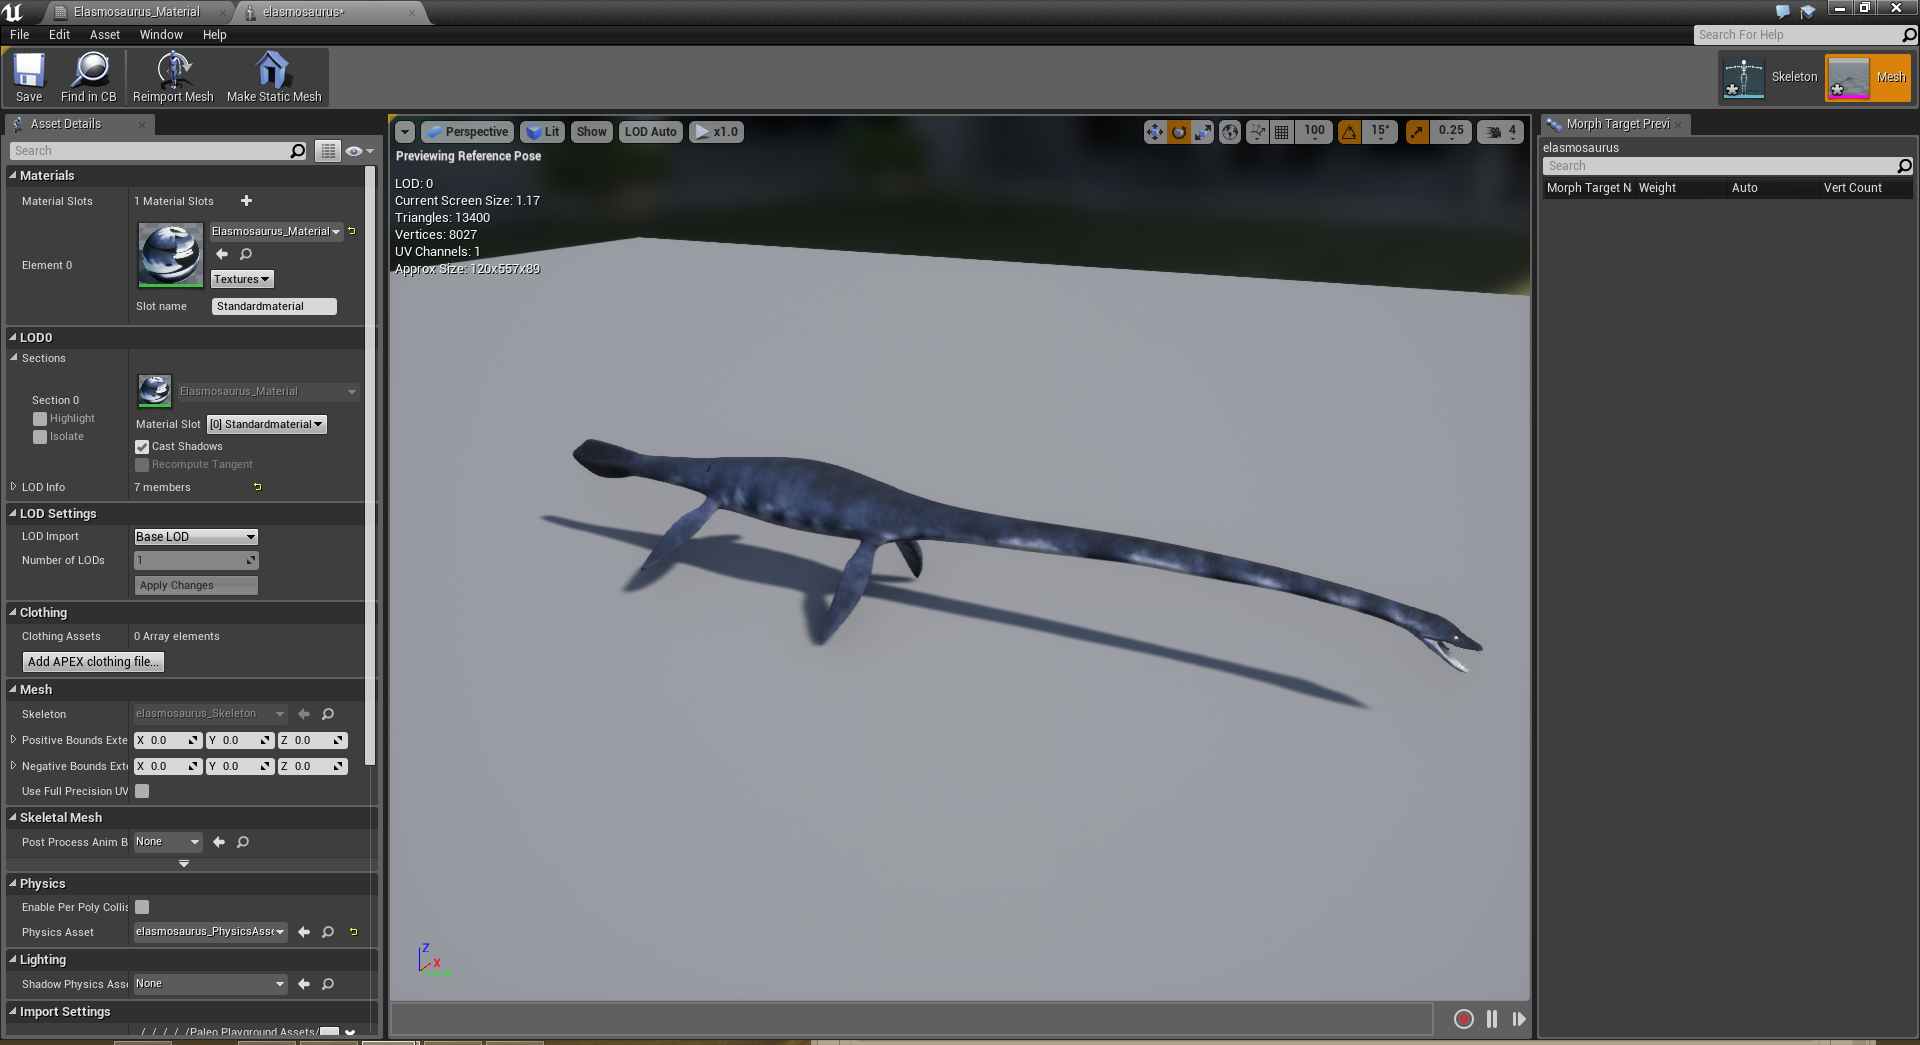 Elasmosaurus_Material
elasmosaurus*
File Edit Asset Window Help
Search For Help
Save
Find in CB
Reimport Mesh
Make Static Mesh
Skeleton
Mesh
Asset Details
Search
Materials
Material Slots 1 Material Slots
Element 0
Elasmosaurus_Material
Textures
Slot name Standardmaterial
LOD0
Sections
Elasmosaurus_Material
Section 0
Highlight
Isolate
Material Slot [0] Standardmaterial
Cast Shadows
Recompute Tangent
LOD Info 7 members
LOD Settings
LOD Import Base LOD
Number of LODs 1
Apply Changes
Clothing
Clothing Assets 0 Array elements
Add APEX clothing file...
Mesh
Skeleton elasmosaurus_Skeleton
Positive Bounds Exte X 0.0 Y 0.0 Z 0.0
Negative Bounds Exte X 0.0 Y 0.0 Z 0.0
Use Full Precision UV
Skeletal Mesh
Post Process Anim B None
Physics
Enable Per Poly Collis
Physics Asset elasmosaurus_PhysicsAsse
Lighting
Shadow Physics Asse None
Import Settings
/ / / / /Paleo Playground Assets/
Perspective Lit Show LOD Auto x1.0
100 15° 0.25 4
Previewing Reference Pose
LOD: 0
Current Screen Size: 1.17
Triangles: 13400
Vertices: 8027
UV Channels: 1
Approx Size: 120x557x89
Z
X
Y
Morph Target Previ
elasmosaurus
Search
Morph Target N Weight Auto Vert Count